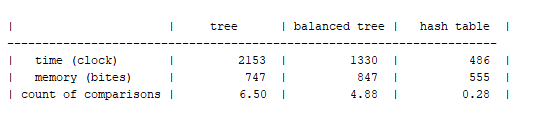 |                      |     tree      | balanced tree |  hash table  |
-----------------------------------------------------------------------
|   time (clock)       |         2153  |         1330  |         486  |
|   memory (bites)     |          747  |          847  |         555  |
| count of comparisons |         6.50  |         4.88  |        0.28  |